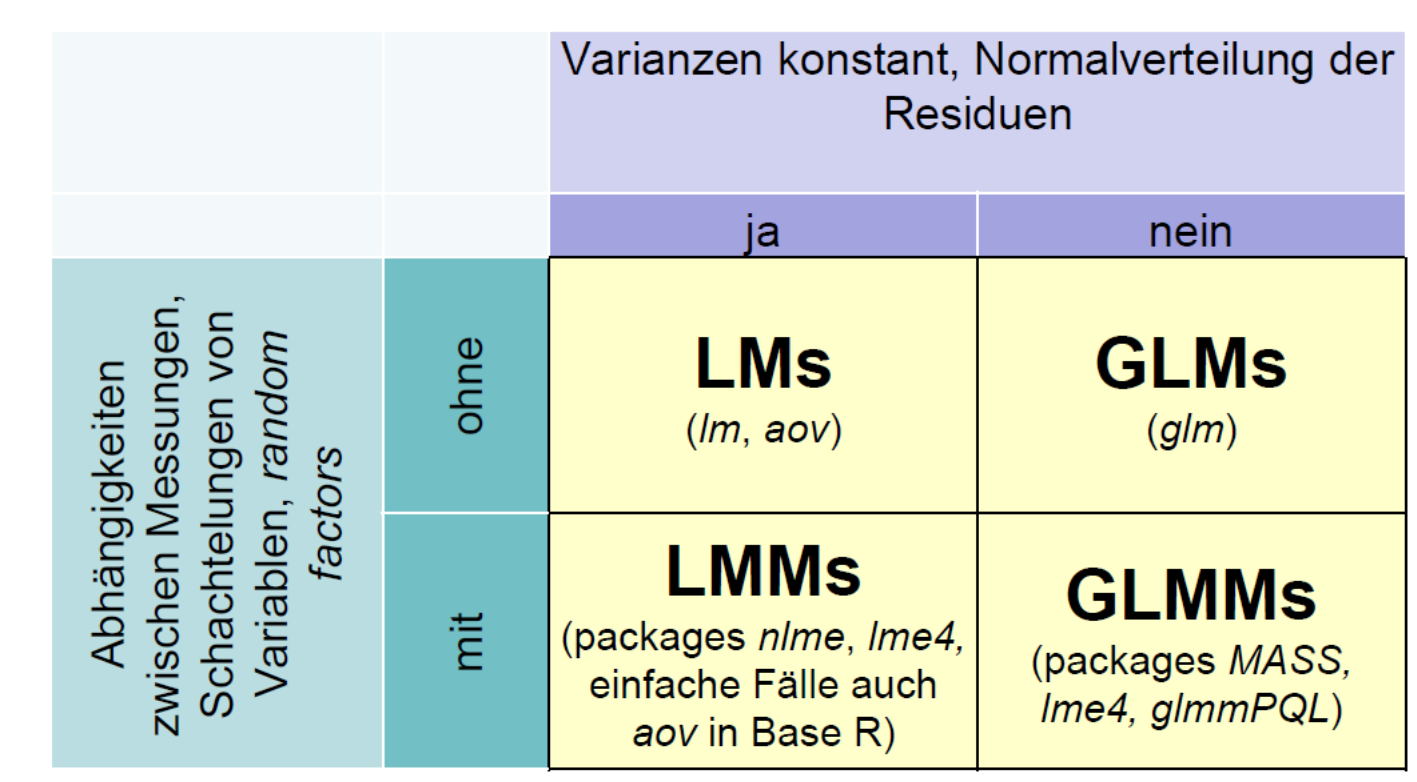 Varianzen konstant, Normalverteilung der
Residuen
ja
nein
Abhängigkeiten
zwischen Messungen,
Schachtelungen von
Variablen, random
factors
ohne
LMs
(lm, aov)
GLMs
(glm)
mit
LMMs
(packages nlme, lme4,
einfache Fälle auch
aov in Base R)
GLMMs
(packages MASS,
lme4, glmmPQL)